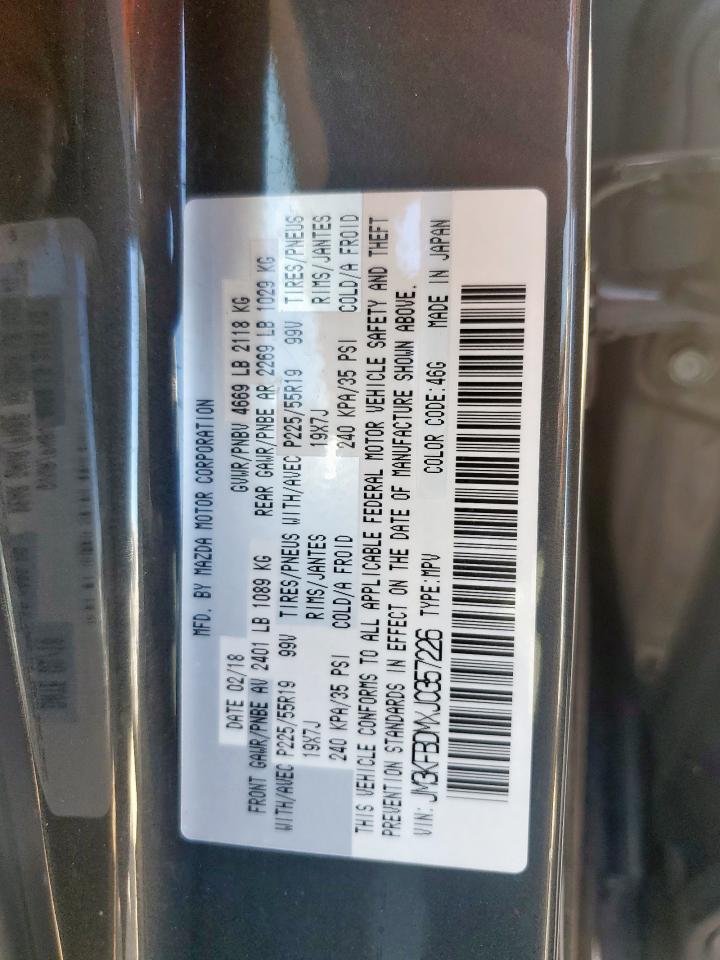 MFD. BY MAZDA MOTOR CORPORATION
DATE 02/18 GVWR/PNBV 4669 LB 2118 KG
FRONT GAWR/PNBE AV 2401 LB 1089 KG REAR GAWR/PNBE AR 2269 LB 1029 KG
WITH/AVEC P225/55R19 99V TIRES/PNEUS WITH/AVEC P225/55R19 99V TIRES/PNEUS
19X7J RIMS/JANTES 19X7J RIMS/JANTES
240 KPA/35 PSI COLD/A FROID 240 KPA/35 PSI COLD/A FROID
THIS VEHICLE CONFORMS TO ALL APPLICABLE FEDERAL MOTOR VEHICLE SAFETY AND THEFT
PREVENTION STANDARDS IN EFFECT ON THE DATE OF MANUFACTURE SHOWN ABOVE.
VIN: JM3KFBDMXJ0357226 TYPE:MPV COLOR CODE:46G MADE IN JAPAN